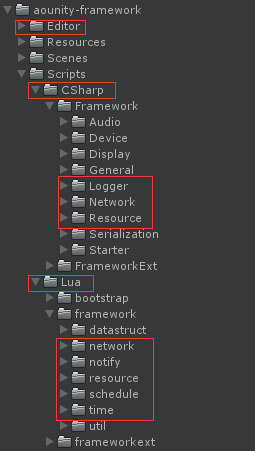 aounity-framework
Editor
Resources
Scenes
Scripts
CSharp
Framework
Audio
Device
Display
General
Logger
Network
Resource
Serialization
Starter
FrameworkExt
Lua
bootstrap
framework
datastruct
network
notify
resource
schedule
time
util
frameworkext